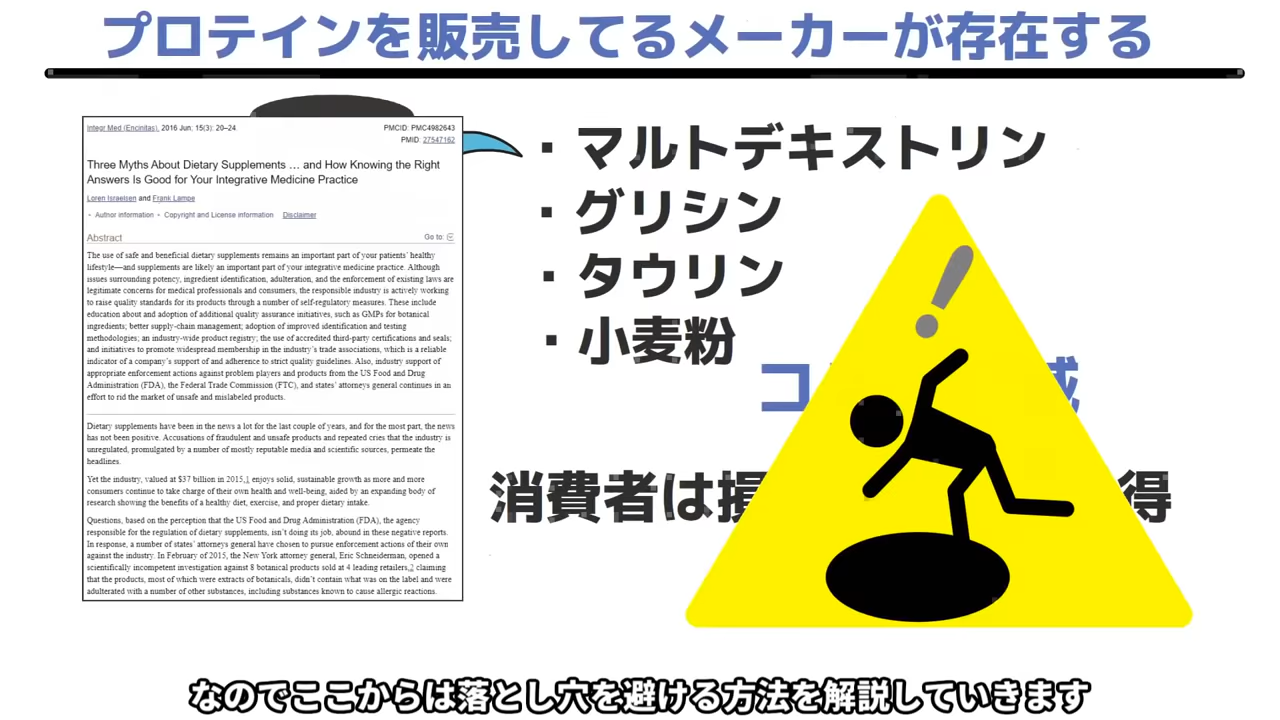 プロテインを販売してるメーカーが存在する
Integr Med (Encinitas). 2016 Jun; 15(3): 20–24.
PMCID: PMC4982643
PMID: 27547162
Three Myths About Dietary Supplements … and How Knowing the Right
Answers Is Good for Your Integrative Medicine Practice
Loren Israelsen and Frank Lampe
• Author information • Copyright and License information Disclaimer
Abstract
Go to:
The use of safe and beneficial dietary supplements remains an important part of your patients' healthy
lifestyle—and supplements are likely an important part of your integrative medicine practice. Although
issues surrounding potency, ingredient identification, adulteration, and the enforcement of existing laws are
legitimate concerns for medical professionals and consumers, the responsible industry is actively working
to raise quality standards for its products through a number of self-regulatory measures. These include
education about and adoption of additional quality assurance initiatives, such as GMPs for botanical
ingredients; better supply-chain management; adoption of improved identification and testing
methodologies; an industry-wide product registry; the use of accredited third-party certifications and seals;
and initiatives to promote widespread membership in the industry's trade associations, which is a reliable
indicator of a company's support of and adherence to strict quality guidelines. Also, industry support of
appropriate enforcement actions against problem players and products from the US Food and Drug
Administration (FDA), the Federal Trade Commission (FTC), and states' attorneys general continues in an
effort to rid the market of unsafe and mislabeled products.
Dietary supplements have been in the news a lot for the last couple of years, and for the most part, the news
has not been positive. Accusations of fraudulent and unsafe products and repeated cries that the industry is
unregulated, promulgated by a number of mostly reputable media and scientific sources, permeate the
headlines.
Yet the industry, valued at $37 billion in 2015,1 enjoys solid, sustainable growth as more and more
consumers continue to take charge of their own health and well-being, aided by an expanding body of
research showing the benefits of a healthy diet, exercise, and proper dietary intake.
Questions, based on the perception that the US Food and Drug Administration (FDA), the agency
responsible for the regulation of dietary supplements, isn't doing its job, abound in these negative reports.
In response, a number of states' attorneys general have chosen to pursue enforcement actions of their own
against the industry. In February of 2015, the New York attorney general, Eric Schneiderman, opened a
scientifically incompetent investigation against 8 botanical products sold at 4 leading retailers,2 claiming
that the products, most of which were extracts of botanicals, didn't contain what was on the label and were
adulterated with a number of other substances, including substances known to cause allergic reactions.
・マルトデキストリン
・グリシン
・タウリン
・小麦粉
消費者は損
得
なのでここからは落とし穴を避ける方法を解説していきます